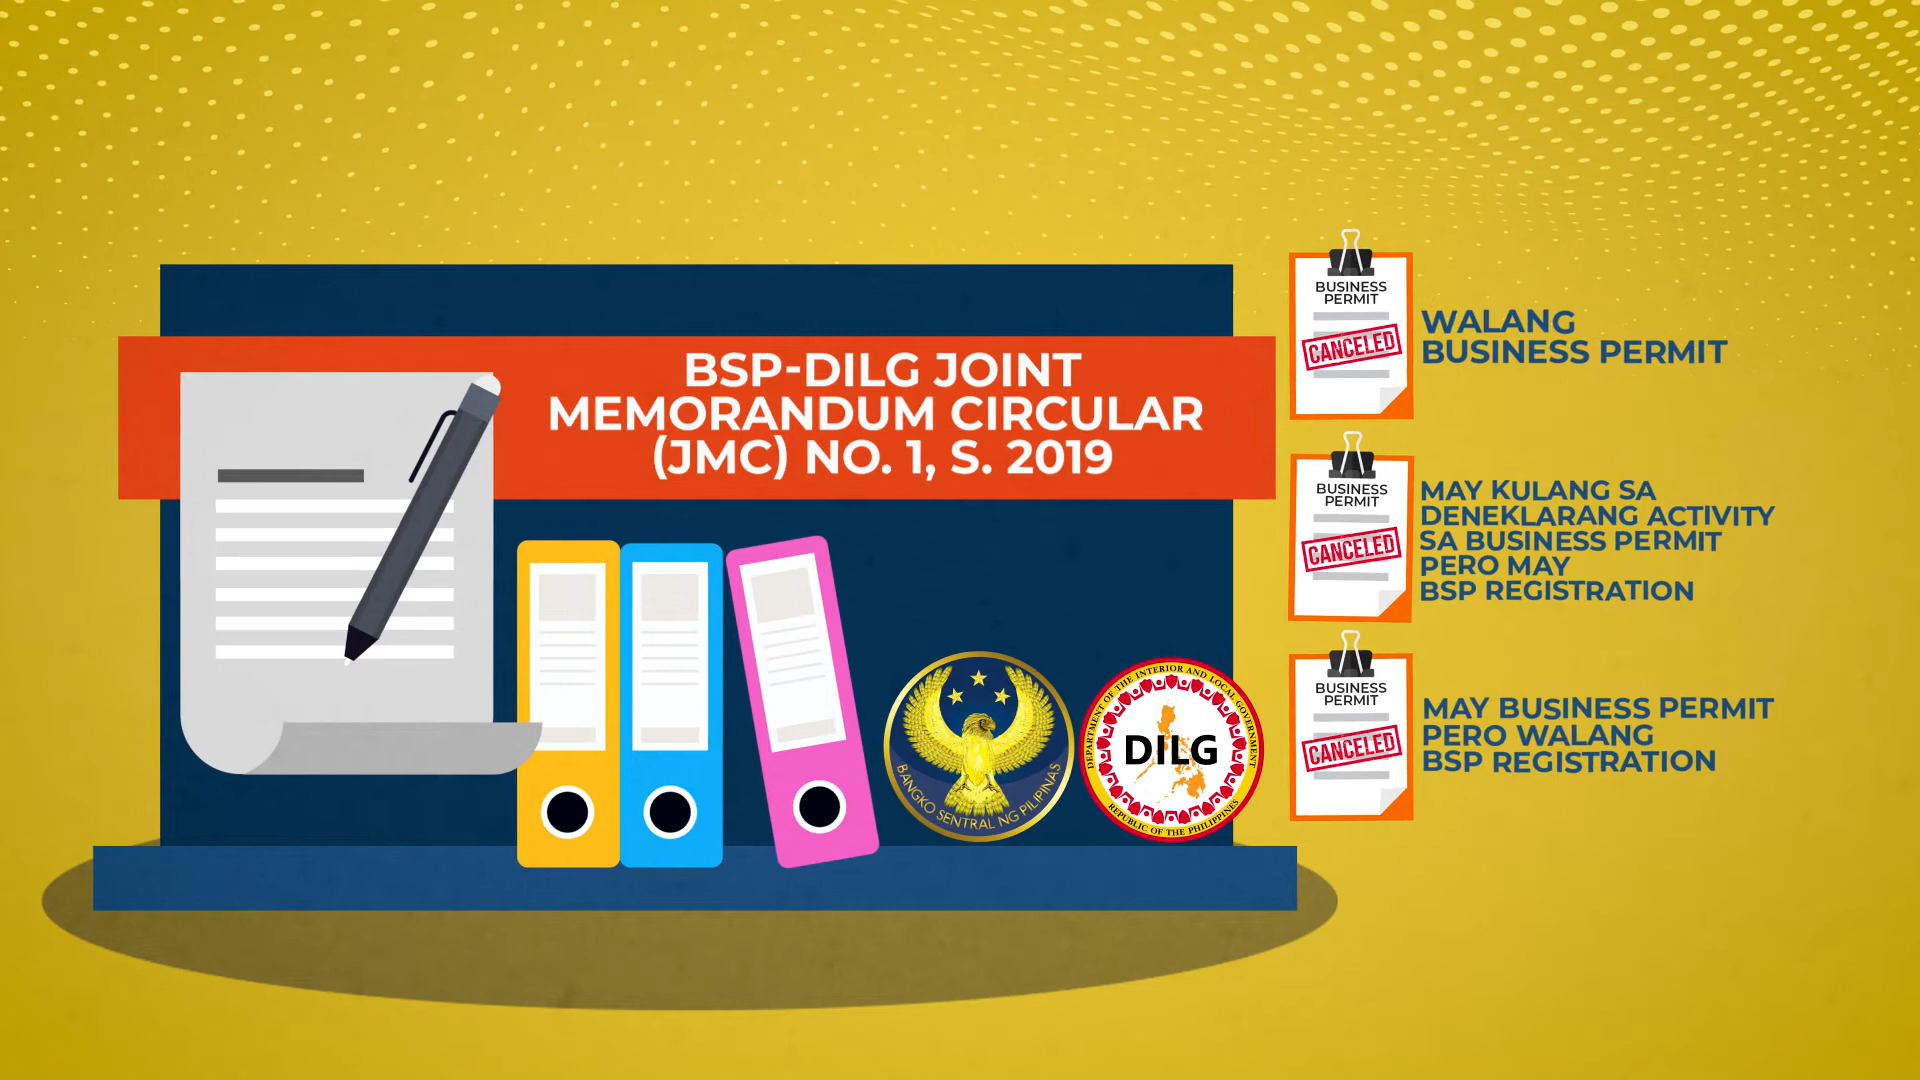 BSP-DILG JOINT
MEMORANDUM CIRCULAR
(JMC) NO. 1, S. 2019
BANGKO SENTRAL NG PILIPINAS
DEPARTMENT OF THE INTERIOR AND LOCAL GOVERNMENT
DILG
REPUBLIC OF THE PHILIPPINES
BUSINESS
PERMIT
CANCELED
WALANG
BUSINESS PERMIT
BUSINESS
PERMIT
CANCELED
MAY KULANG SA
DENEKLARANG ACTIVITY
SA BUSINESS PERMIT
PERO MAY
BSP REGISTRATION
BUSINESS
PERMIT
CANCELED
MAY BUSINESS PERMIT
PERO WALANG
BSP REGISTRATION